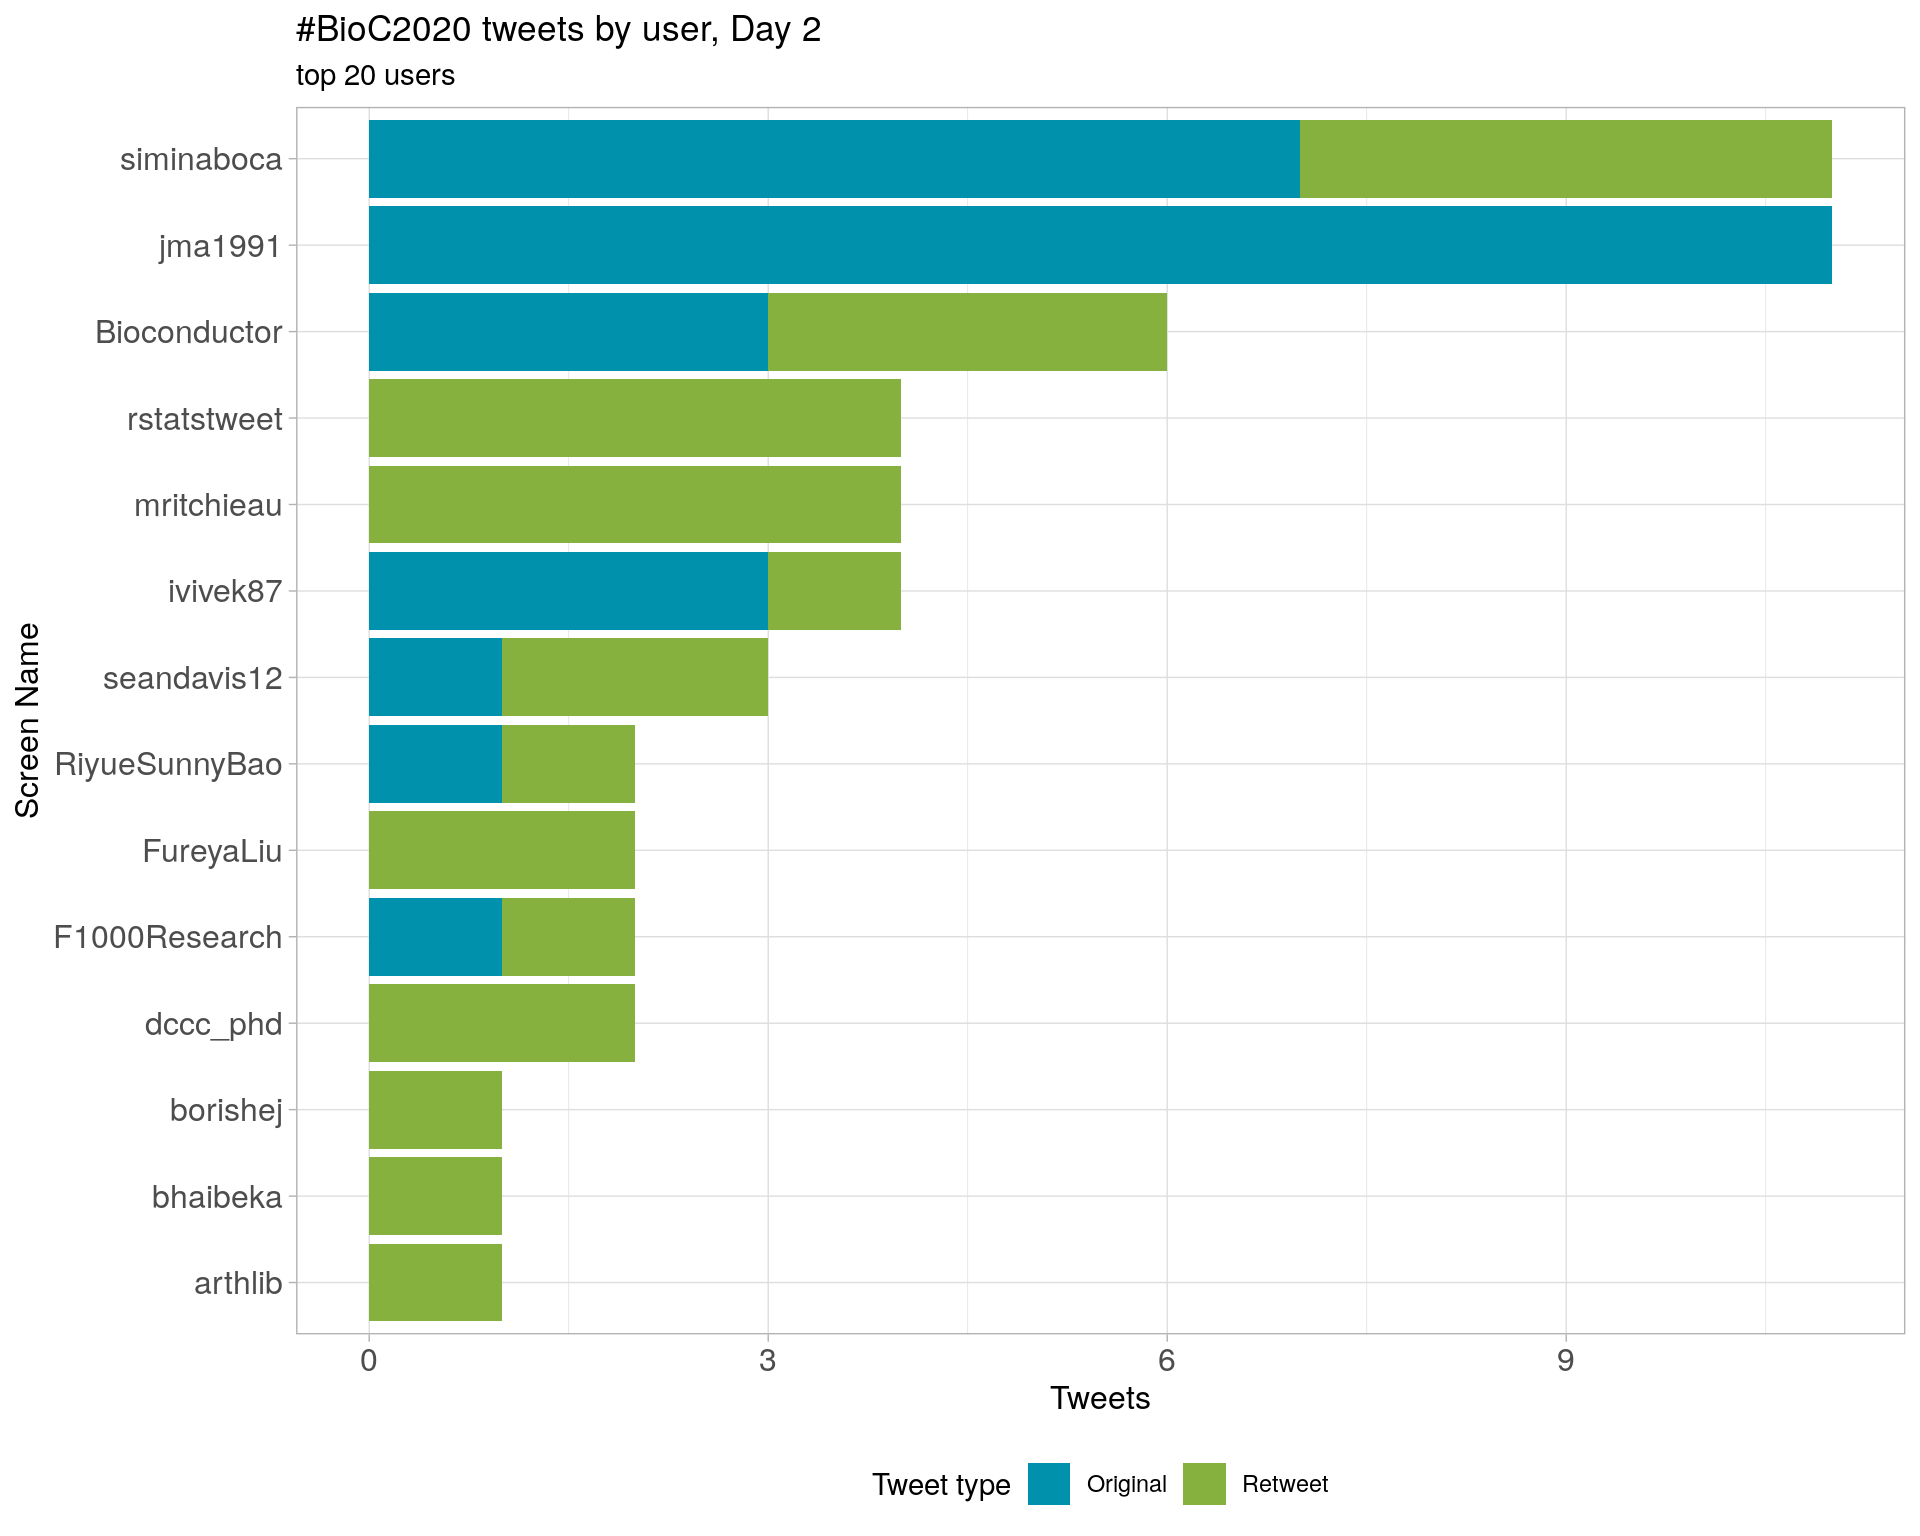 #BioC2020 tweets by user, Day 2
top 20 users
Screen Name
siminaboca
jma1991
Bioconductor
rstatstweet
mritchieau
ivivek87
seandavis12
RiyueSunnyBao
FureyaLiu
F1000Research
dccc_phd
borishej
bhaibeka
arthlib
0 3 6 9
Tweets
Tweet type Original Retweet